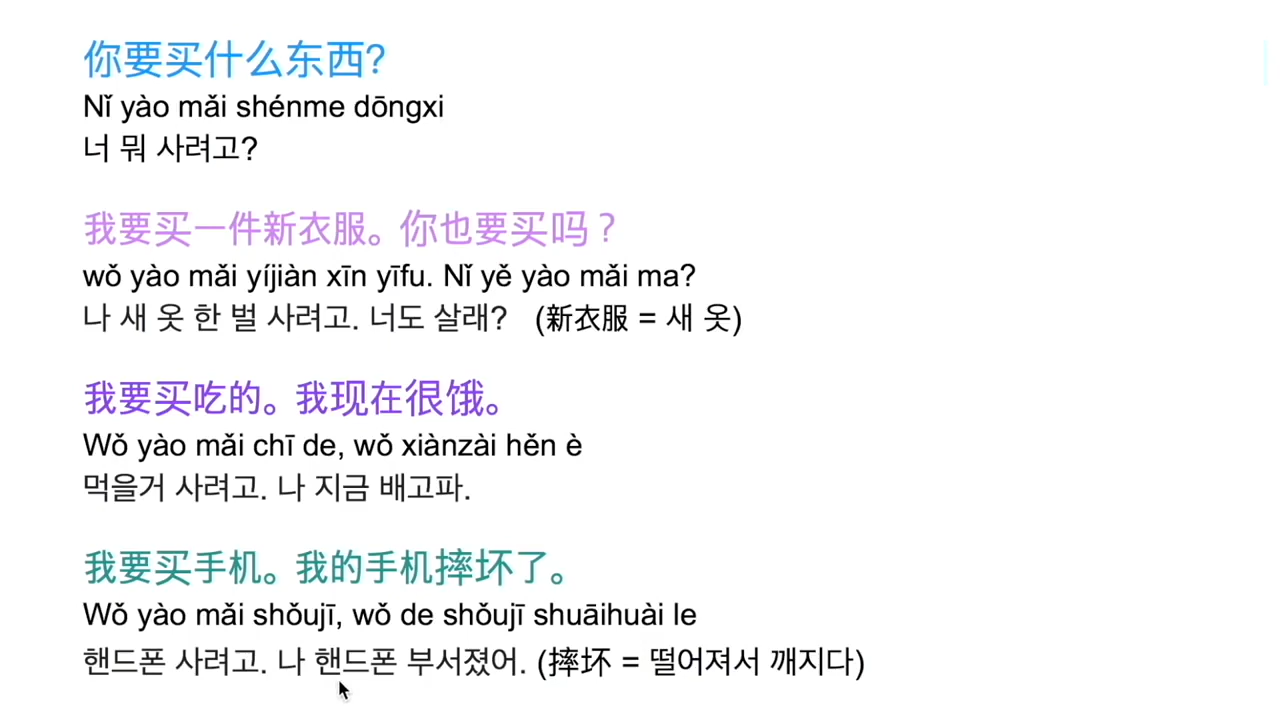 你要买什么东西?
Nǐ yào mǎi shénme dōngxi
너 뭐 사려고?
我要买一件新衣服。你也要买吗？
wǒ yào mǎi yíjiàn xīn yīfu. Nǐ yě yào mǎi ma?
나 새 옷 한 벌 사려고. 너도 살래? (新衣服 = 새 옷)
我要买吃的。我现在很饿。
Wǒ yào mǎi chī de, wǒ xiànzài hěn è
먹을거 사려고. 나 지금 배고파.
我要买手机。我的手机摔坏了。
Wǒ yào mǎi shǒujī, wǒ de shǒujī shuāihuài le
핸드폰 사려고. 나 핸드폰 부서졌어. (摔坏 = 떨어져서 깨지다)